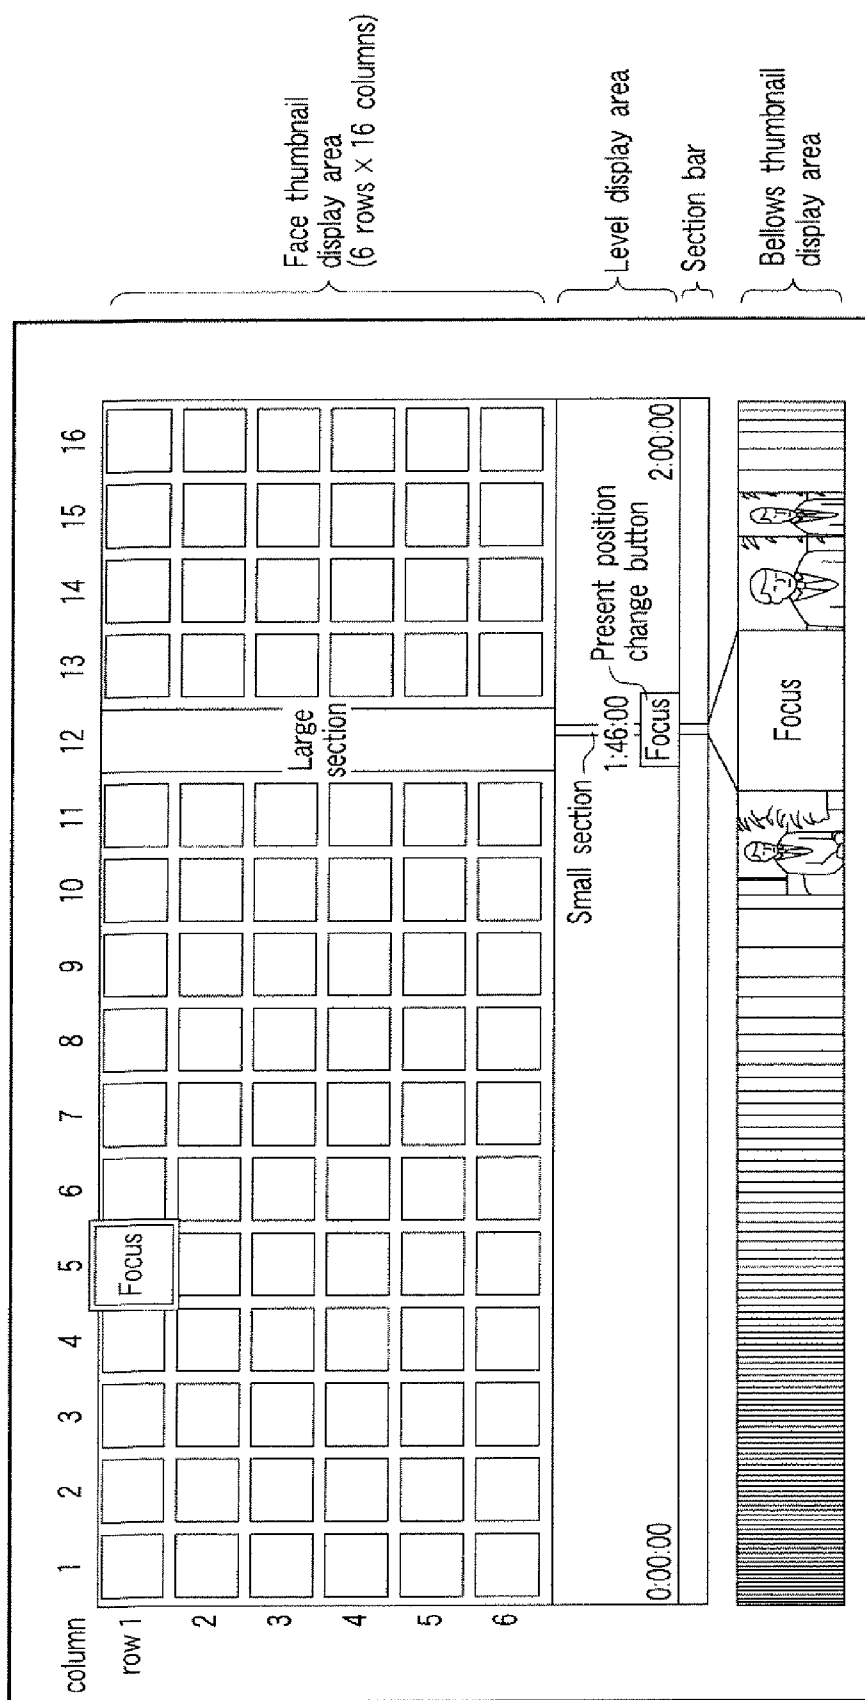 column 1 2 3 4 5 6 7 8 9 10 11 12 13 14 15 16
row 1
Focus
2
3
4
5
6
Large
section
Face thumbnail
display area
(6 rows X 16 columns)
Small section
1:46:00
Present position
change button
Focus
0:00:00
2:00:00
Level display area
Section bar
Focus
Bellows thumbnail
display area